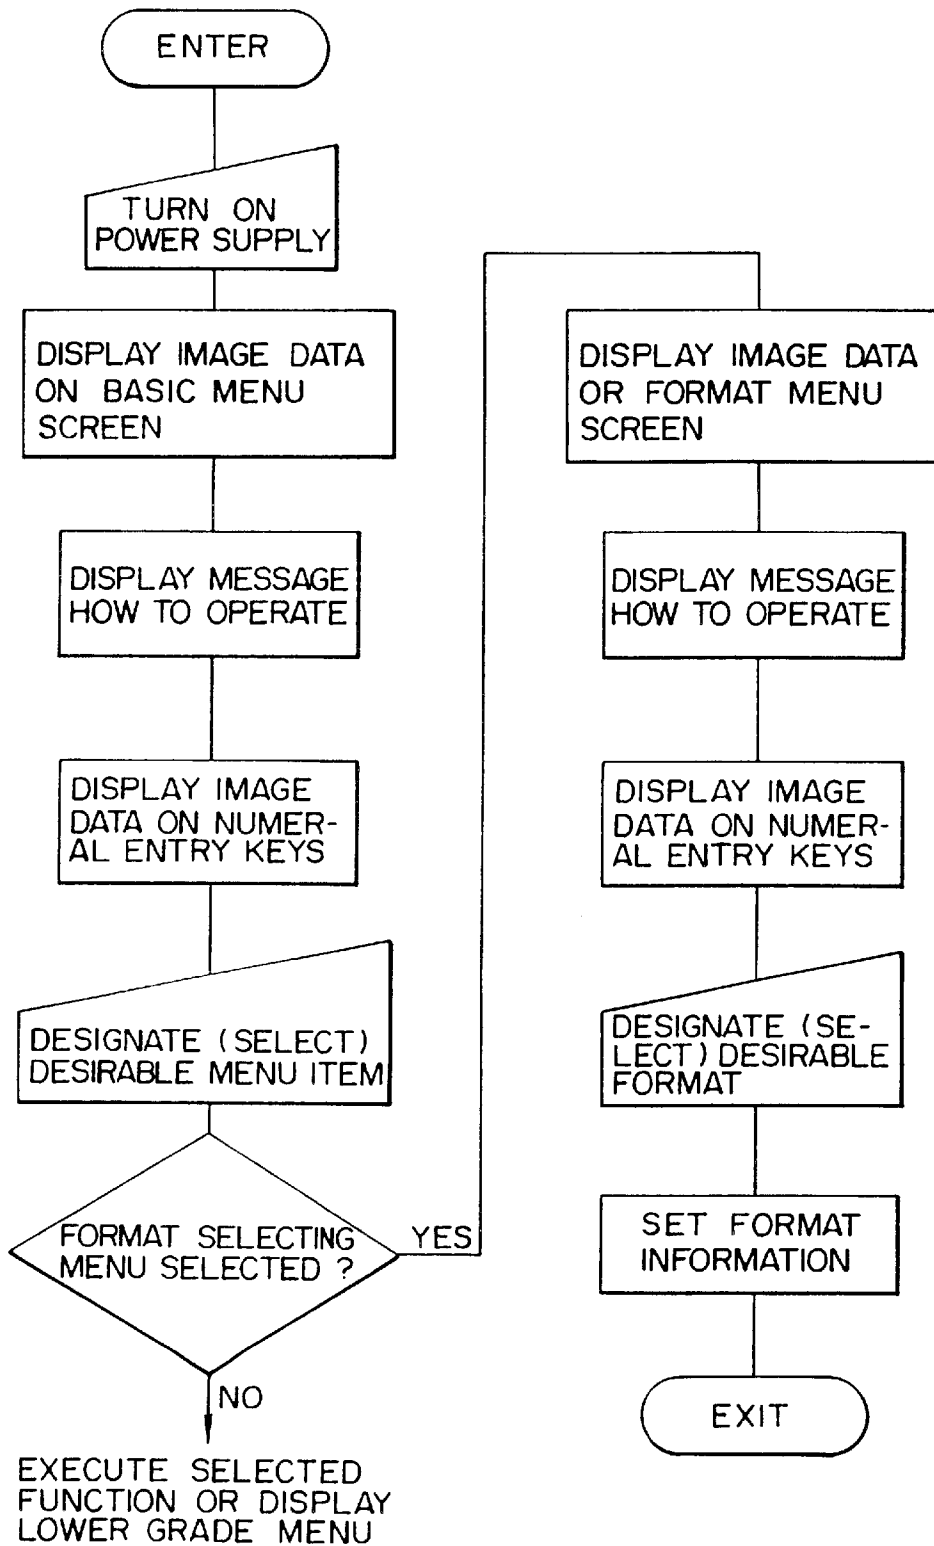 ENTER
TURN ON
POWER SUPPLY
DISPLAY IMAGE DATA
ON BASIC MENU
SCREEN
DISPLAY MESSAGE
HOW TO OPERATE
DISPLAY IMAGE
DATA ON NUMER-
AL ENTRY KEYS
DESIGNATE (SELECT)
DESIRABLE MENU ITEM
FORMAT SELECTING
MENU SELECTED ?
YES
NO
EXECUTE SELECTED
FUNCTION OR DISPLAY
LOWER GRADE MENU
DISPLAY IMAGE DATA
OR FORMAT MENU
SCREEN
DISPLAY MESSAGE
HOW TO OPERATE
DISPLAY IMAGE
DATA ON NUMER-
AL ENTRY KEYS
DESIGNATE (SE-
LECT) DESIRABLE
FORMAT
SET FORMAT
INFORMATION
EXIT